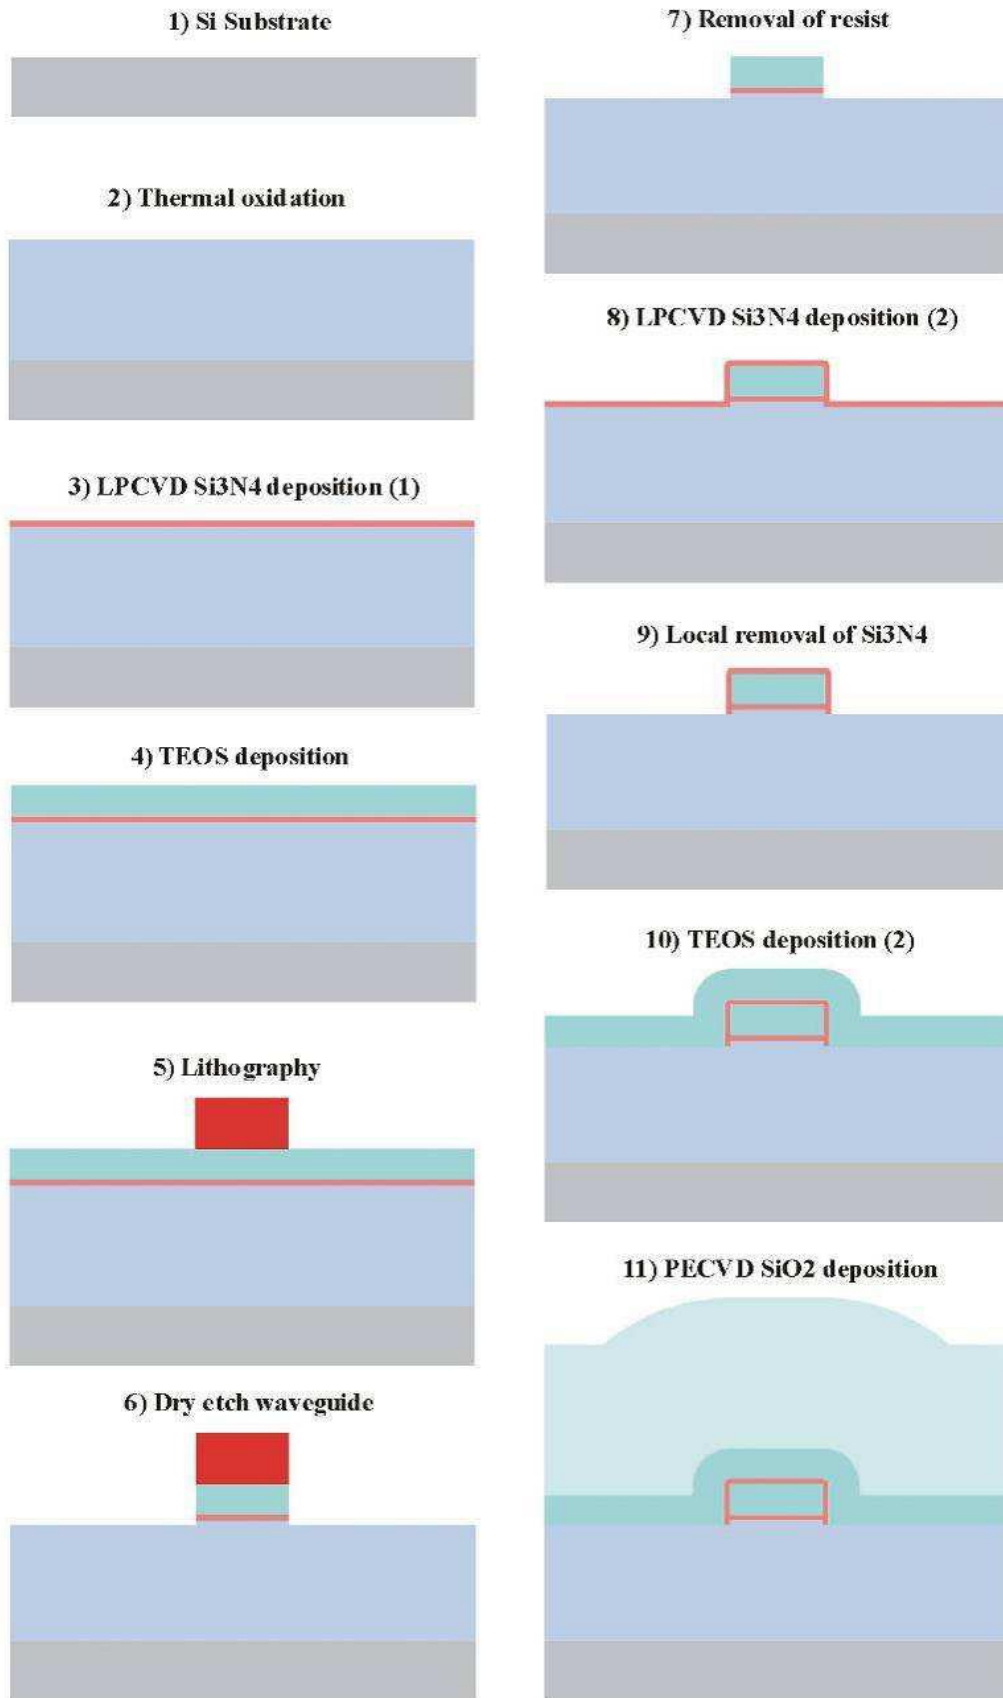 1) Si Substrate
2) Thermal oxidation
3) LPCVD Si3N4 deposition (1)
4) TEOS deposition
5) Lithography
6) Dry etch waveguide
7) Removal of resist
8) LPCVD Si3N4 deposition (2)
9) Local removal of Si3N4
10) TEOS deposition (2)
11) PECVD SiO2 deposition